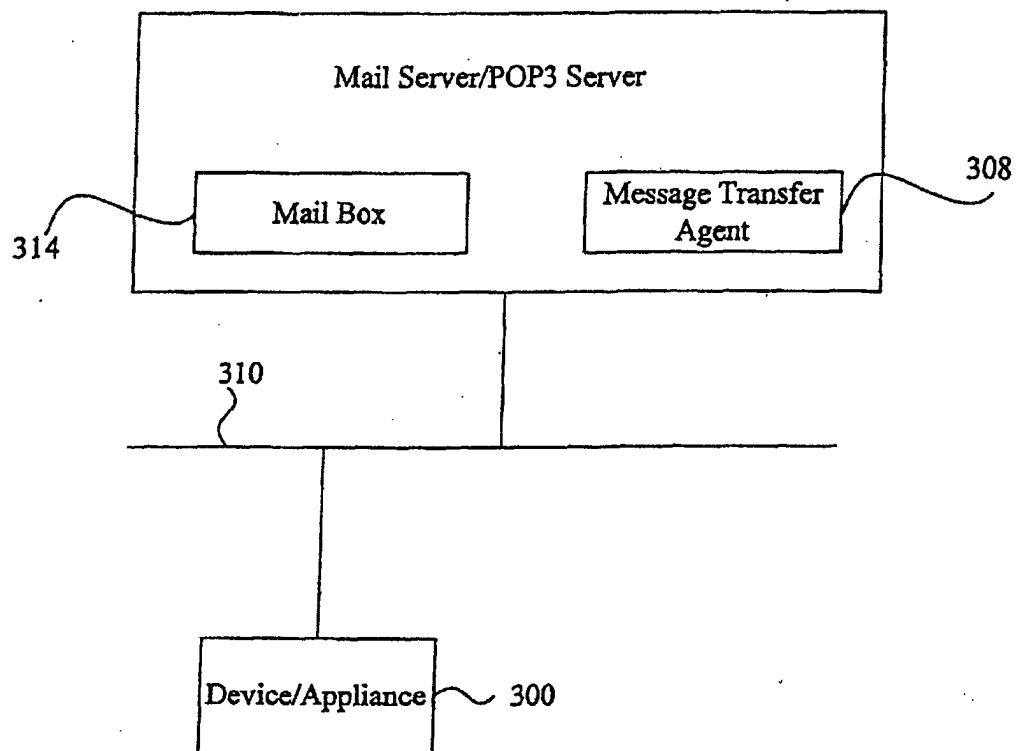 Mail Server/POP3 Server
308
Mail Box
Message Transfer
Agent
314
310
Device/Appliance
300